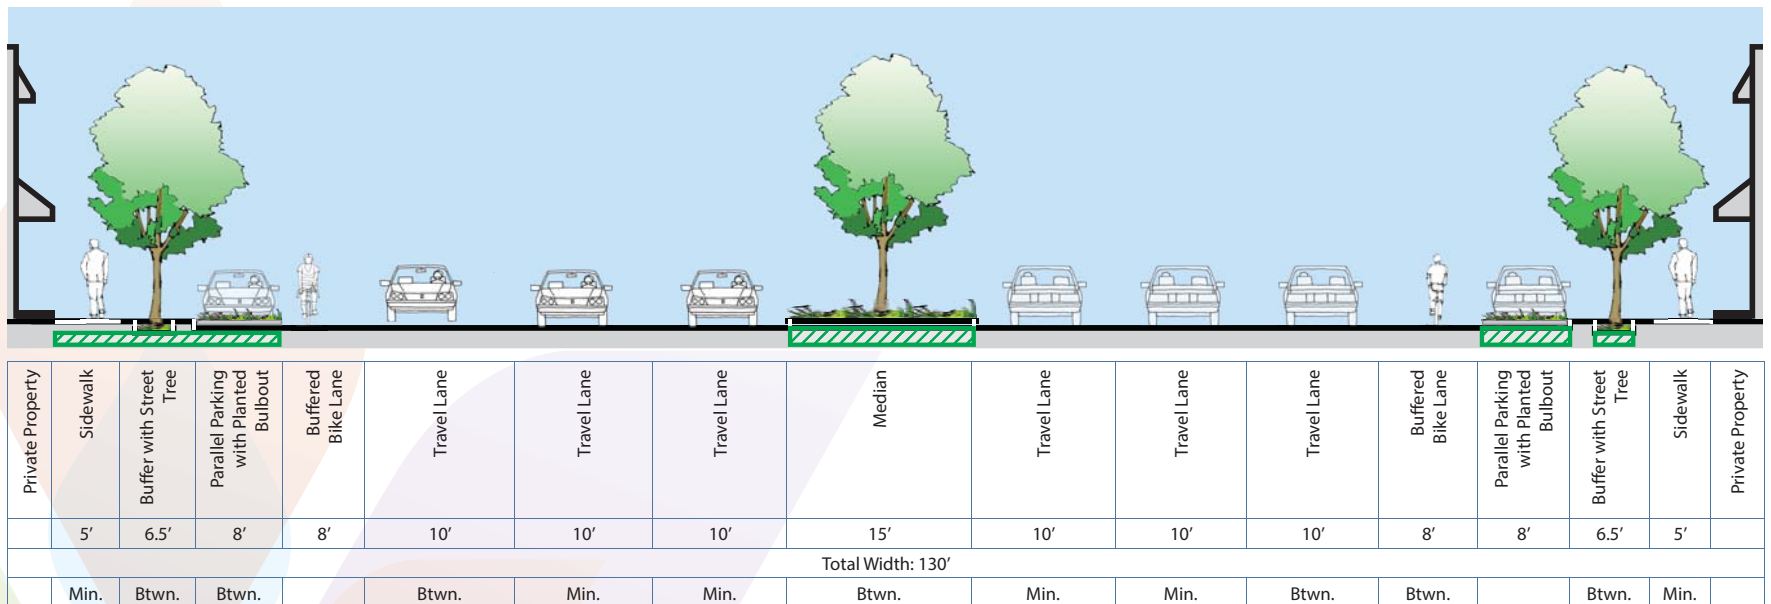 Private Property
Sidewalk
Buffer with Street
Tree
Parallel Parking
with Planted
Bulbout
Buffered
Bike Lane
Travel Lane
Travel Lane
Travel Lane
Median
Travel Lane
Travel Lane
Travel Lane
Buffered
Bike Lane
Parallel Parking
with Planted
Bulbout
Buffer with Street
Tree
Sidewalk
Private Property
5’ 6.5’ 8’ 8’ 10’ 10’ 10’ 15’ 10’ 10’ 10’ 8’ 8’ 6.5’ 5’
Total Width: 130’
Min. Btwn. Btwn. Btwn. Min. Min. Btwn. Min. Min. Btwn. Btwn. Btwn. Min.